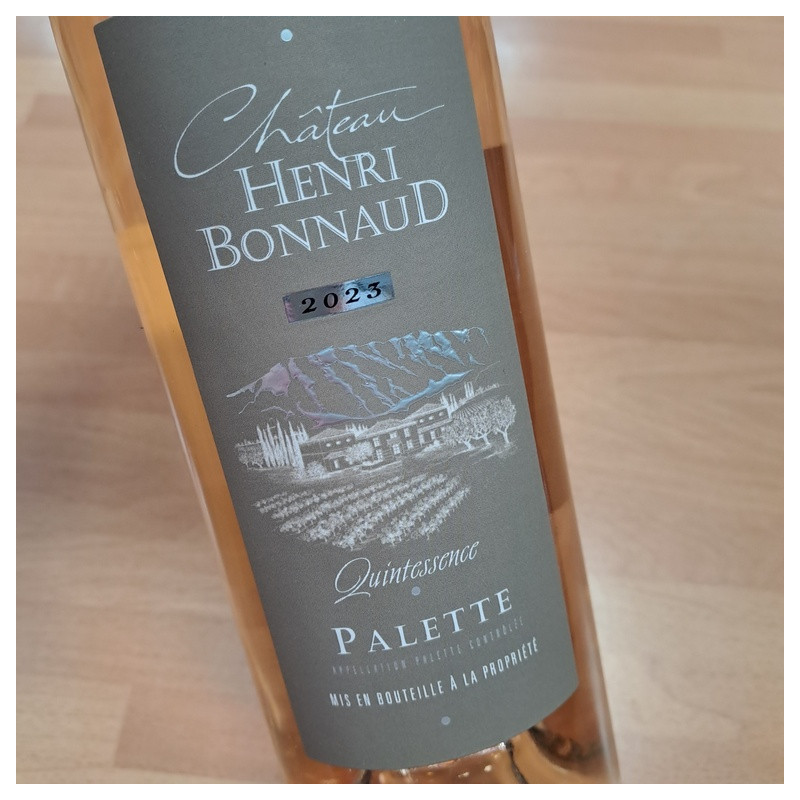 Château
HENRI
BONNAUD
2023
Quintessence
PALETTE
APPELLATION PALETTE CONTRÔLÉE
MIS EN BOUTEILLE À LA PROPRIÉTÉ